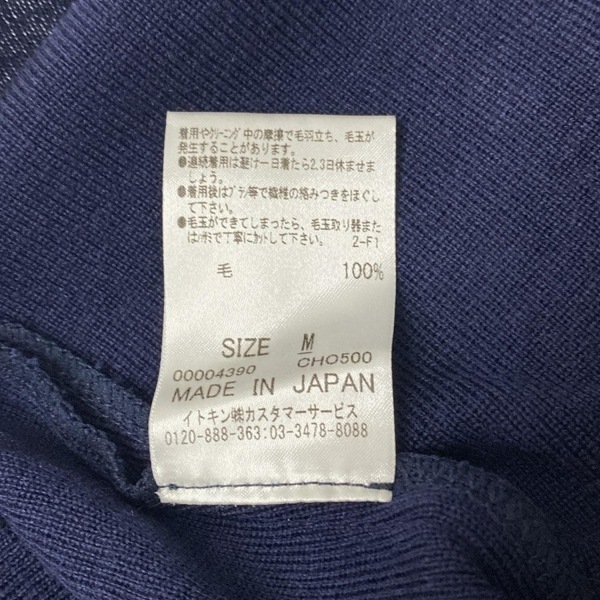 着用やｸﾘｰﾆﾝｸﾞ中の摩擦で毛羽立ち、毛玉が
発生することがあります。
●連続着用は避け一日着たら2.3日休ませま
しょう。
●着用後はﾌﾞﾗｼ等で繊維の絡みつきをほぐし
て下さい。
●毛玉ができてしまったら、毛玉取り器また
はﾊｻﾐで丁寧にｶｯﾄして下さい。 2-F1
毛 100%
SIZE M
00004390 CHO500
MADE IN JAPAN
イトキン㈱カスタマーサービス
0120-888-363:03-3478-8088